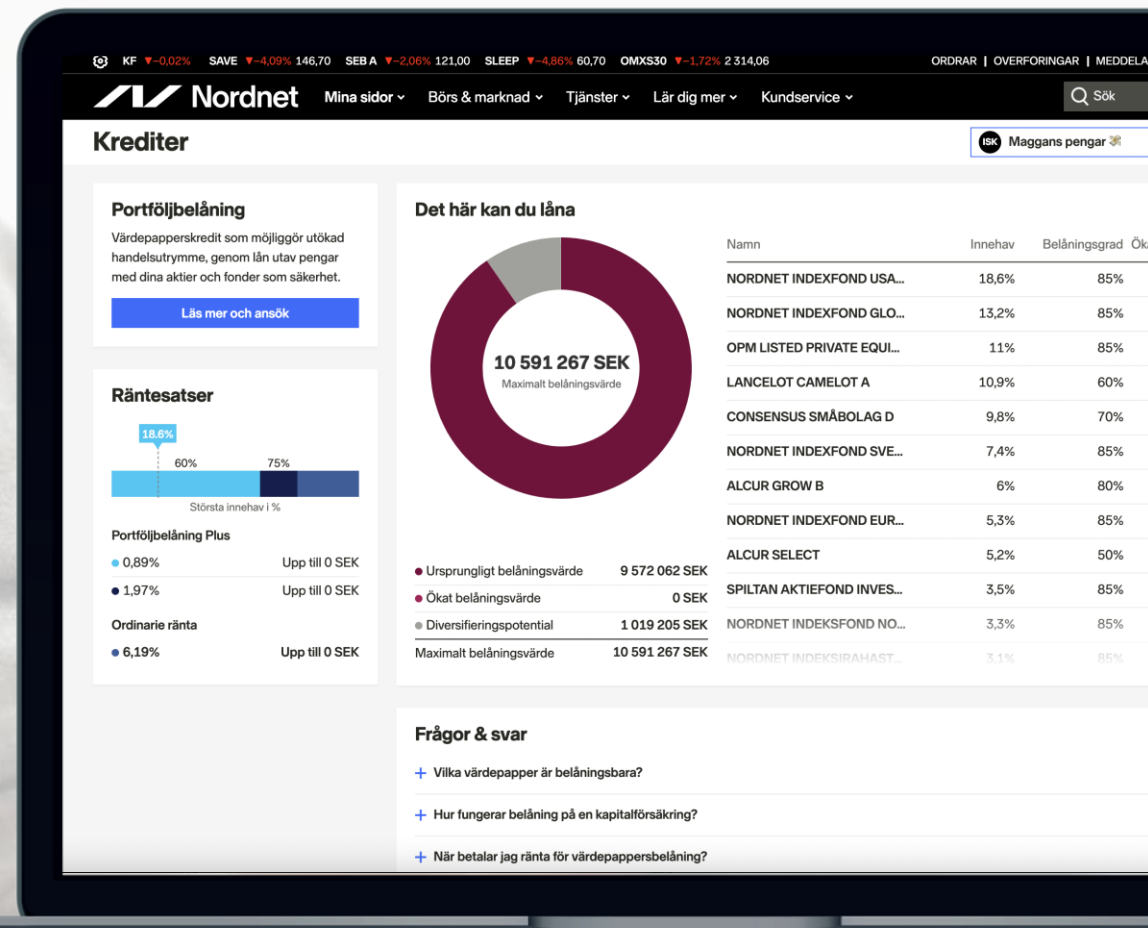 KF ▼−0,02% SAVE ▼−4,09% 146,70 SEB A ▼−2,06% 121,00 SLEEP ▼−4,86% 60,70 OMXS30 ▼−1,72% 2 314,06 ORDRAR | ÖVERFÖRINGAR | MEDDELA
Nordnet Mina sidor Börs & marknad Tjänster Lär dig mer Kundservice Sök
Krediter
ISK Maggans pengar 💸
Portföljbelåning
Värdepapperskredit som möjliggör utökad
handelsutrymme, genom lån utav pengar
med dina aktier och fonder som säkerhet.
Läs mer och ansök
Räntesatser
18.6%
60% 75%
Största innehav i %
Portföljbelåning Plus
0,89% Upp till 0 SEK
1,97% Upp till 0 SEK
Ordinarie ränta
6,19% Upp till 0 SEK
Det här kan du låna
10 591 267 SEK
Maximalt belåningsvärde
Ursprungligt belåningsvärde 9 572 062 SEK
Ökat belåningsvärde 0 SEK
Diversifieringspotential 1 019 205 SEK
Maximalt belåningsvärde 10 591 267 SEK
Namn Innehav Belåningsgrad Öka
NORDNET INDEXFOND USA... 18,6% 85%
NORDNET INDEXFOND GLO... 13,2% 85%
OPM LISTED PRIVATE EQUI... 11% 85%
LANCELOT CAMELOT A 10,9% 60%
CONSENSUS SMÅBOLAG D 9,8% 70%
NORDNET INDEXFOND SVE... 7,4% 85%
ALCUR GROW B 6% 80%
NORDNET INDEXFOND EUR... 5,3% 85%
ALCUR SELECT 5,2% 50%
SPILTAN AKTIEFOND INVES... 3,5% 85%
NORDNET INDEKSFOND NO... 3,3% 85%
NORDNET INDEKSIRAHAST... 3,1% 85%
Frågor & svar
+ Vilka värdepapper är belåningsbara?
+ Hur fungerar belåning på en kapitalförsäkring?
+ När betalar jag ränta för värdepappersbelåning?